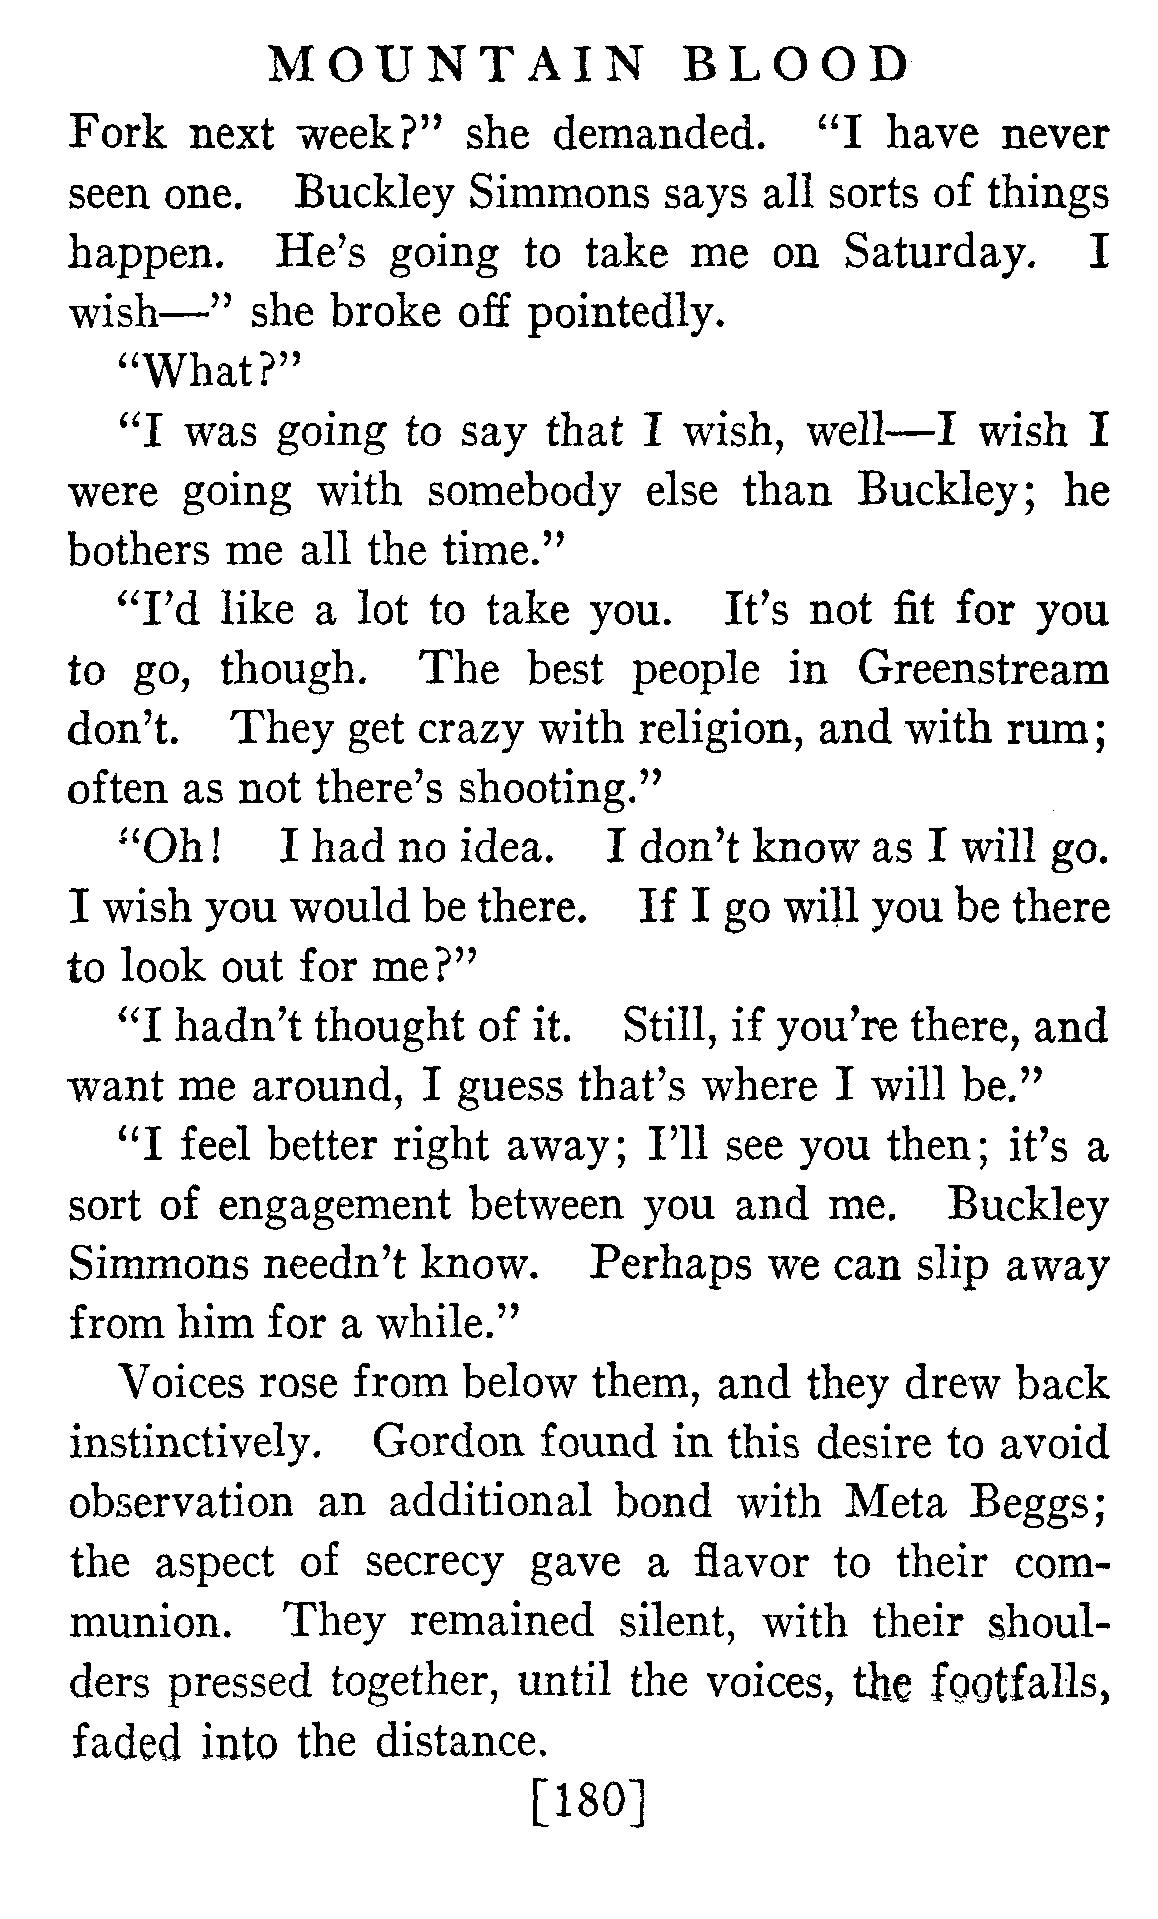 MOUNTAIN BLOOD
Fork next week?" she demanded. "I have never
seen one. Buckley Simmons says all sorts of things
happen. He's going to take me on Saturday. I
wish—" she broke off pointedly.
"What?"
"I was going to say that I wish, well—I wish I
were going with somebody else than Buckley; he
bothers me all the time."
"I'd like a lot to take you. It's not fit for you
to go, though. The best people in Greenstream
don't. They get crazy with religion, and with rum;
often as not there's shooting."
"Oh! I had no idea. I don't know as I will go.
I wish you would be there. If I go will you be there
to look out for me?"
"I hadn't thought of it. Still, if you're there, and
want me around, I guess that's where I will be."
"I feel better right away; I'll see you then; it's a
sort of engagement between you and me. Buckley
Simmons needn't know. Perhaps we can slip away
from him for a while."
Voices rose from below them, and they drew back
instinctively. Gordon found in this desire to avoid
observation an additional bond with Meta Beggs;
the aspect of secrecy gave a flavor to their com-
munion. They remained silent, with their shoul-
ders pressed together, until the voices, the footfalls,
faded into the distance.
[180]